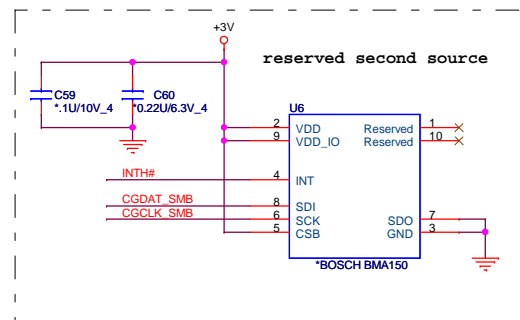 +3V
reserved second source
C59
*.1U/10V_4
C60
*0.22U/6.3V_4
U6
2 VDD Reserved 1
9 VDD_IO Reserved 10
INTH# 4 INT
CGDAT_SMB 8 SDI
CGCLK_SMB 6 SCK SDO 7
5 CSB GND 3
*BOSCH BMA150